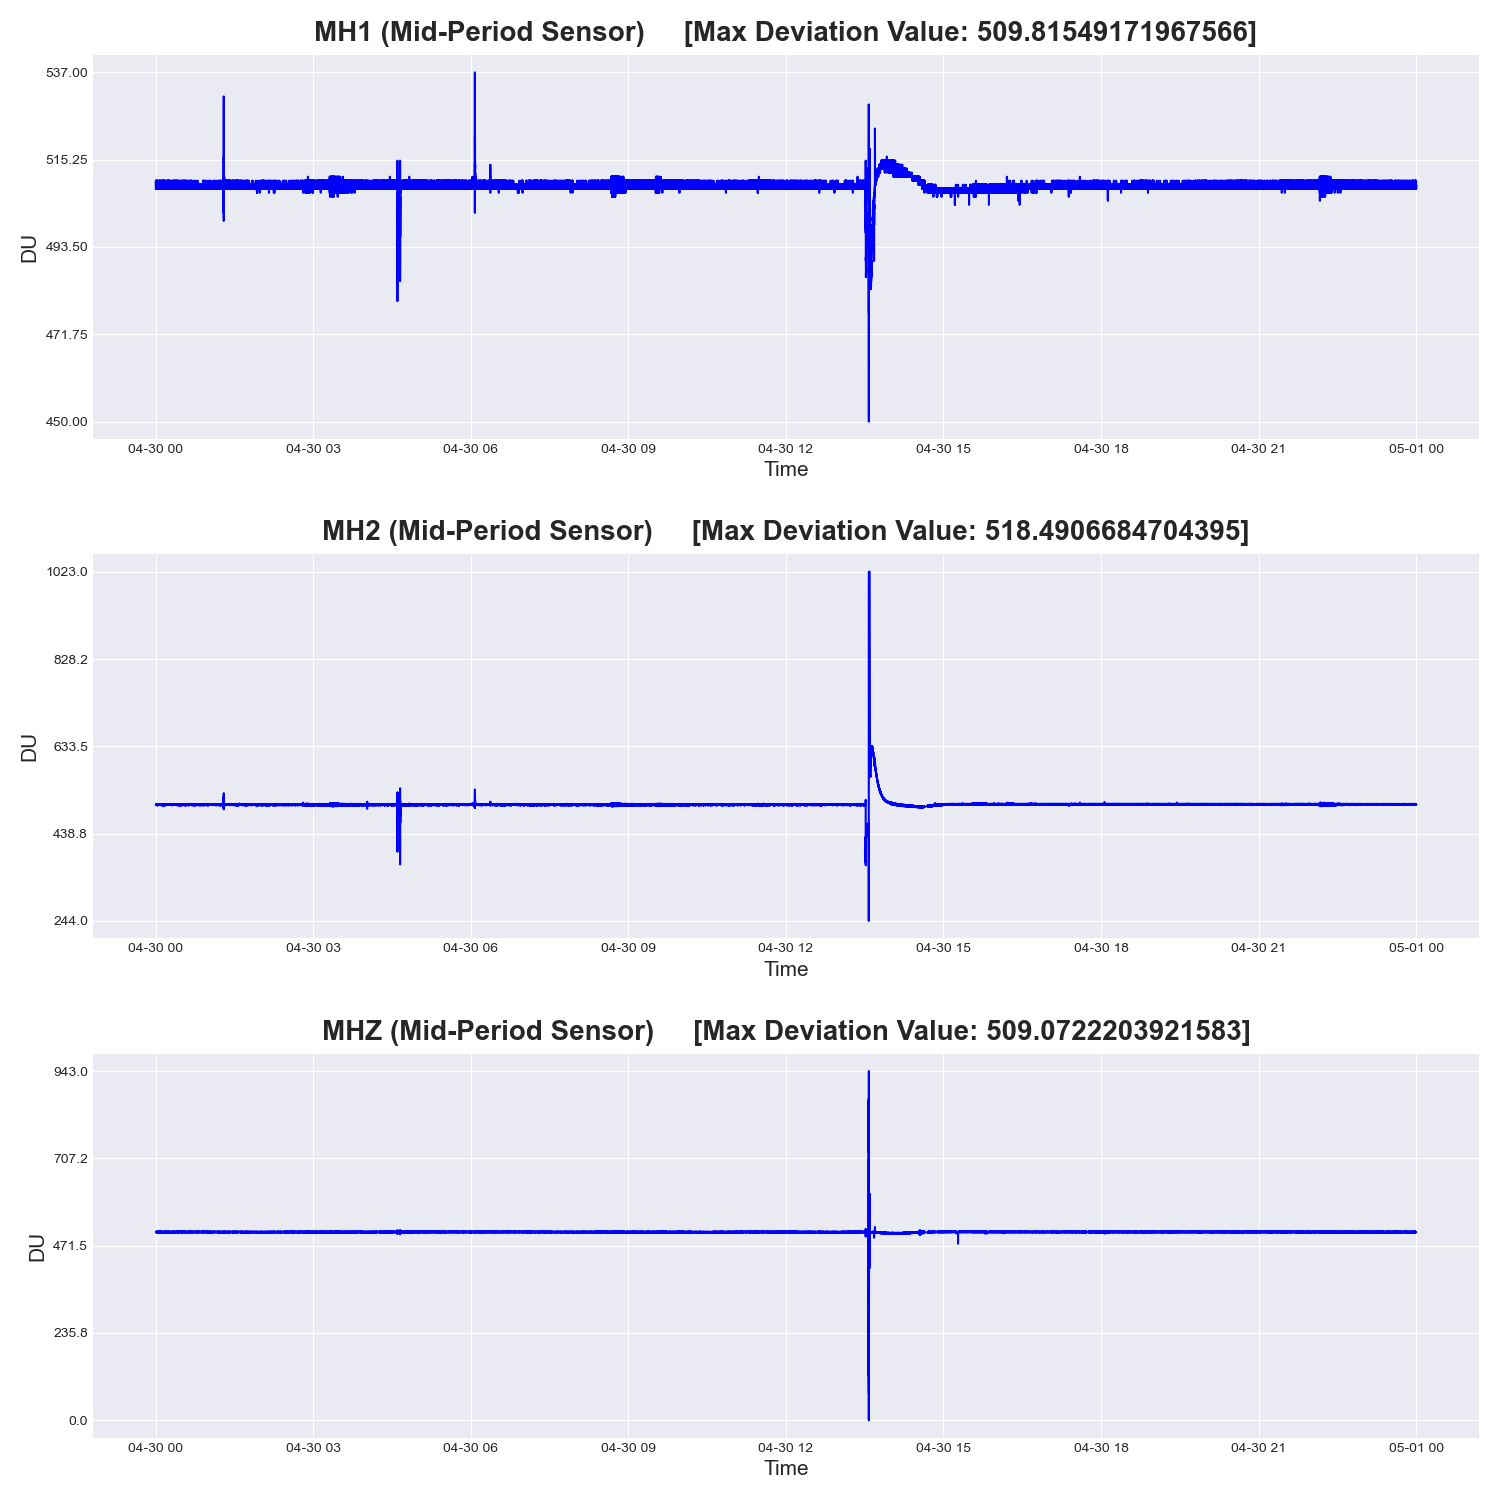 MH1 (Mid-Period Sensor) [Max Deviation Value: 509.81549171967566]
537.00
515.25
493.50
471.75
450.00
DU
04-30 00 04-30 03 04-30 06 04-30 09 04-30 12 04-30 15 04-30 18 04-30 21 05-01 00
Time
MH2 (Mid-Period Sensor) [Max Deviation Value: 518.4906684704395]
1023.0
828.2
633.5
438.8
244.0
DU
04-30 00 04-30 03 04-30 06 04-30 09 04-30 12 04-30 15 04-30 18 04-30 21 05-01 00
Time
MHZ (Mid-Period Sensor) [Max Deviation Value: 509.0722203921583]
943.0
707.2
471.5
235.8
0.0
DU
04-30 00 04-30 03 04-30 06 04-30 09 04-30 12 04-30 15 04-30 18 04-30 21 05-01 00
Time